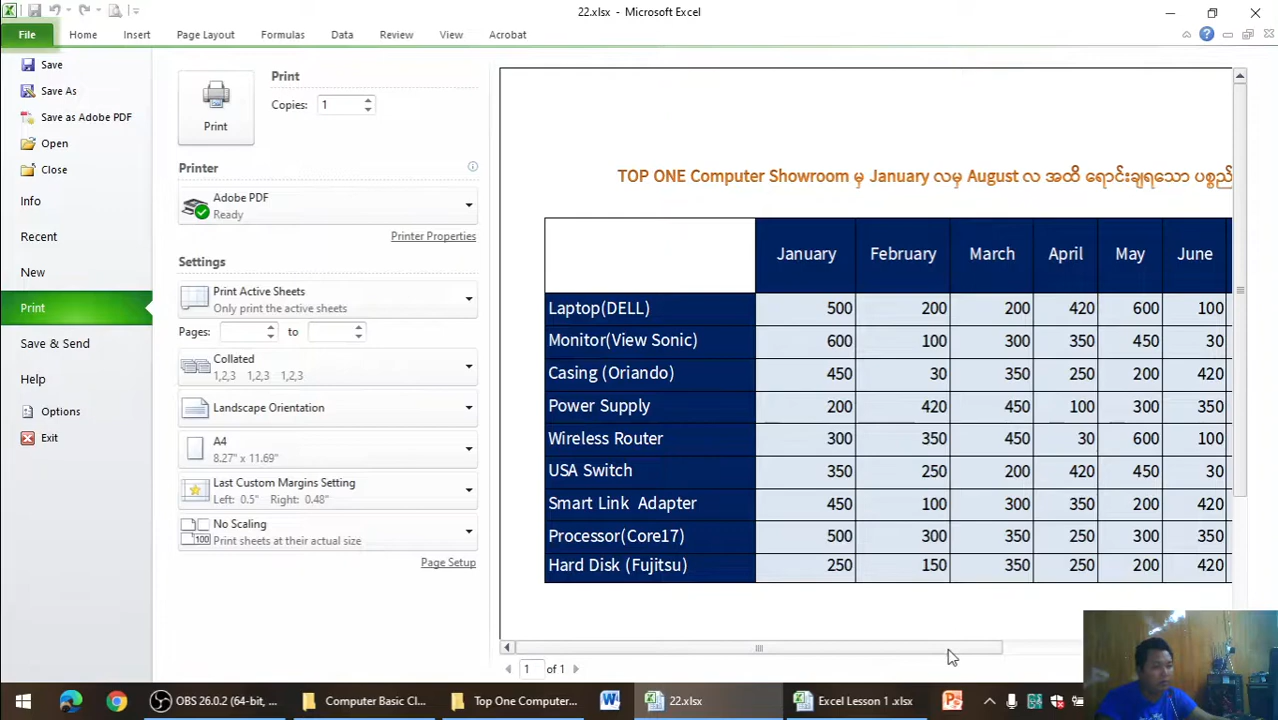 22.xlsx - Microsoft Excel
File Home Insert Page Layout Formulas Data Review View Acrobat
Save
Save As
Save as Adobe PDF
Open
Close
Info
Recent
New
Print
Save & Send
Help
Options
Exit
Print
Print
Copies: 1
Printer
Adobe PDF
Ready
Printer Properties
Settings
Print Active Sheets
Only print the active sheets
Pages: to
Collated
1,2,3 1,2,3 1,2,3
Landscape Orientation
A4
8.27" x 11.69"
Last Custom Margins Setting
Left: 0.5" Right: 0.48"
No Scaling
100 Print sheets at their actual size
Page Setup
TOP ONE Computer Showroom မှ January လမှ August လ အထိ ရောင်းချရသော ပစ္စည်
January February March April May June
Laptop(DELL) 500 200 200 420 600 100
Monitor(View Sonic) 600 100 300 350 450 30
Casing (Oriando) 450 30 350 250 200 420
Power Supply 200 420 450 100 300 350
Wireless Router 300 350 450 30 600 100
USA Switch 350 250 200 420 450 30
Smart Link Adapter 450 100 300 350 200 420
Processor(Core17) 500 300 350 250 300 350
Hard Disk (Fujitsu) 250 150 350 250 200 420
1 of 1
OBS 26.0.2 (64-bit, ... Computer Basic Cl... Top One Computer... 22.xlsx Excel Lesson 1 .xlsx